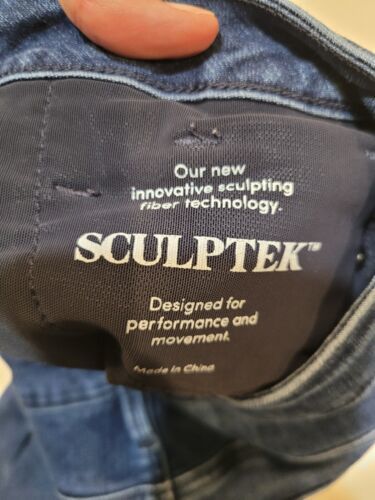 Our new
innovative sculpting
fiber technology.
SCULPTEK™
Designed for
performance and
movement.
Made in China